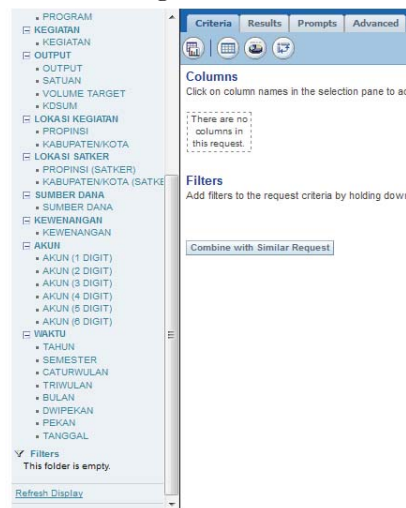 PROGRAM
KEGIATAN
KEGIATAN
OUTPUT
OUTPUT
SATUAN
VOLUME TARGET
KDSUM
LOKASI KEGIATAN
PROPINSI
KABUPATEN/KOTA
LOKASI SATKER
PROPINSI (SATKER)
KABUPATEN/KOTA (SATKE
SUMBER DANA
SUMBER DANA
KEWENANGAN
KEWENANGAN
AKUN
AKUN (1 DIGIT)
AKUN (2 DIGIT)
AKUN (3 DIGIT)
AKUN (4 DIGIT)
AKUN (5 DIGIT)
AKUN (6 DIGIT)
WAKTU
TAHUN
SEMESTER
CATURWULAN
TRIWULAN
BULAN
DWIPEKAN
PEKAN
TANGGAL
Filters
This folder is empty.
Refresh Display
Criteria Results Prompts Advanced
Columns
Click on column names in the selection pane to ad
There are no
columns in
this request.
Filters
Add filters to the request criteria by holding down
Combine with Similar Request